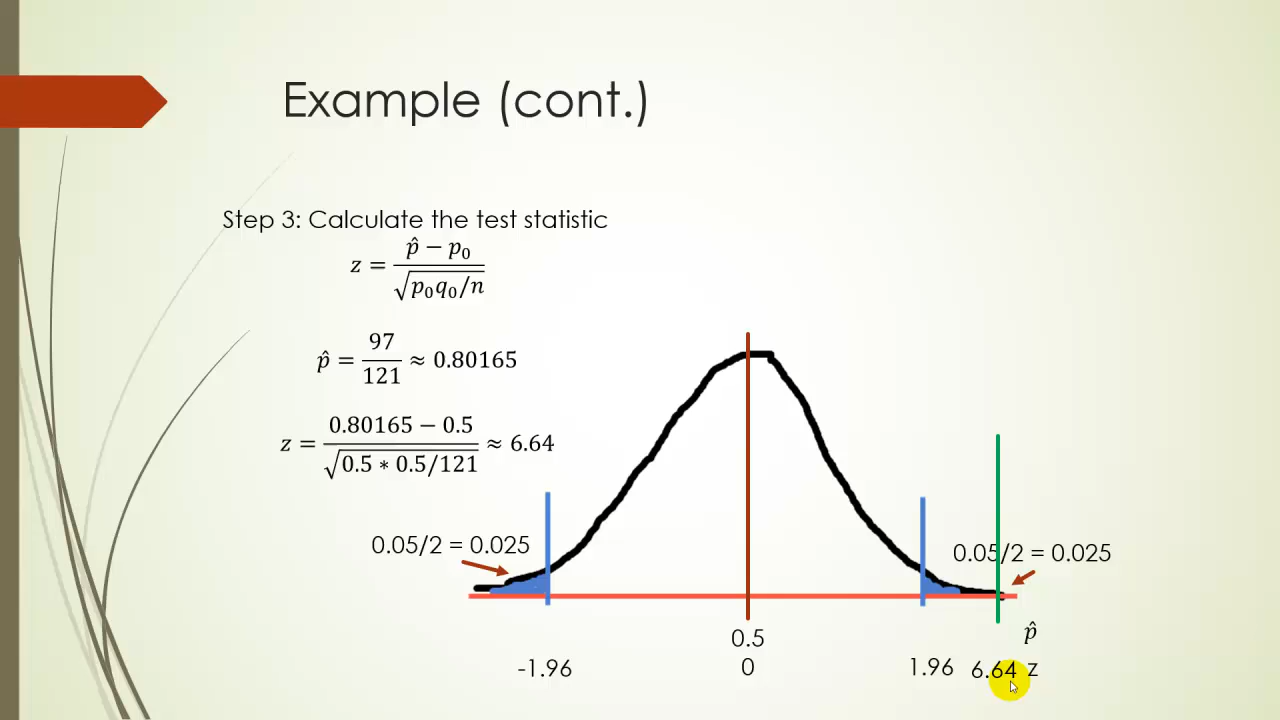 Example (cont.)
Step 3: Calculate the test statistic
z = (p̂ − p₀) / √(p₀q₀/n)
p̂ = 97/121 ≈ 0.80165
z = (0.80165 − 0.5) / √(0.5 ∗ 0.5/121) ≈ 6.64
0.05/2 = 0.025
0.05/2 = 0.025
0.5 p̂
-1.96 0 1.96 6.64 z